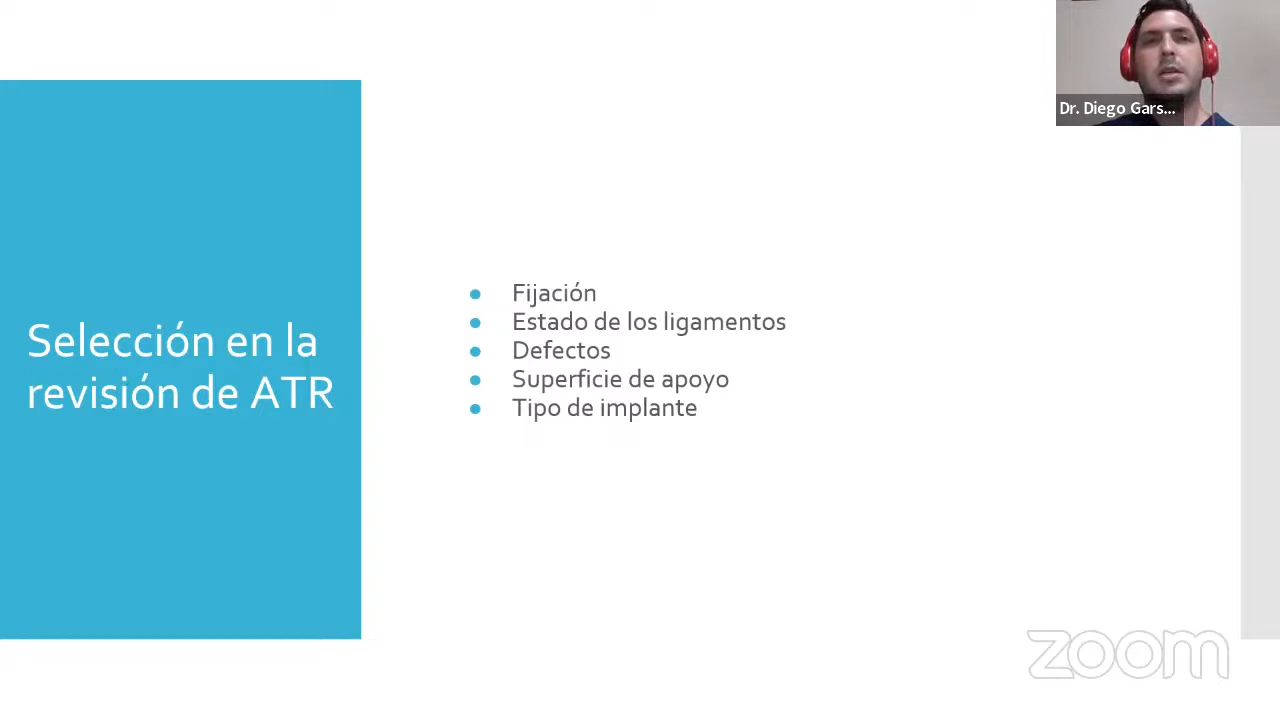 Dr. Diego Gars...
Selección en la
revisión de ATR
● Fijación
● Estado de los ligamentos
● Defectos
● Superficie de apoyo
● Tipo de implante
zoom